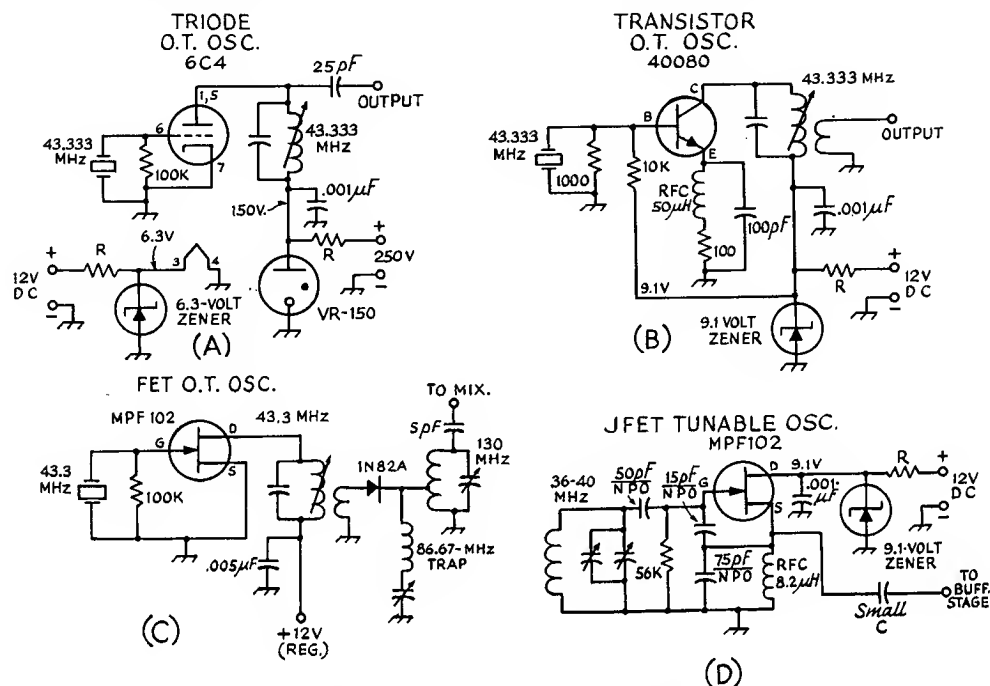 TRIODE
O.T. OSC.
6C4
25pF
OUTPUT
1,5
6
7
43.333
MHz
100K
43.333
MHz
.001µF
150V.
R
+
250V
-
VR-150
6.3V
+
R
3
4
12V
DC
-
6.3-VOLT
ZENER
(A)
TRANSISTOR
O.T. OSC.
40080
C
B
E
43.333 MHz
OUTPUT
43.333
MHz
1000
10K
RFC
50µH
100pF
100
.001µF
9.1V
R
+
12V
DC
-
9.1 VOLT
ZENER
(B)
FET O.T. OSC.
MPF102
43.3 MHz
D
G
S
43.3
MHz
100K
1N82A
TO MIX.
5pF
130
MHz
86.67-MHz
TRAP
.005µF
+12V
(REG.)
(C)
JFET TUNABLE OSC.
MPF102
36-40
MHz
50pF
NPO
15pF
NPO
G
D
S
9.1V
.001
µF
R
+
12V
DC
-
56K
75pF
NPO
RFC
8.2µH
9.1-VOLT
ZENER
Small
C
TO
BUFF.
STAGE
(D)